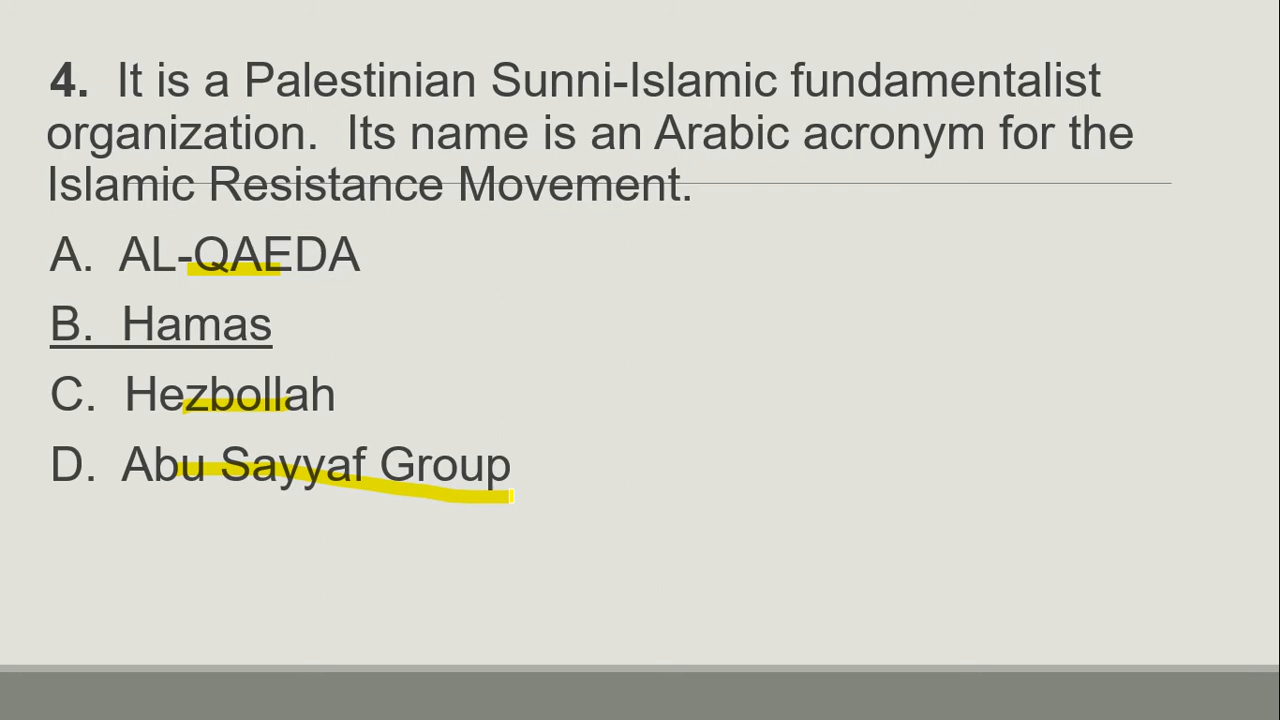 4. It is a Palestinian Sunni-Islamic fundamentalist
organization. Its name is an Arabic acronym for the
Islamic Resistance Movement.
A. AL-QAEDA
B. Hamas
C. Hezbollah
D. Abu Sayyaf Group